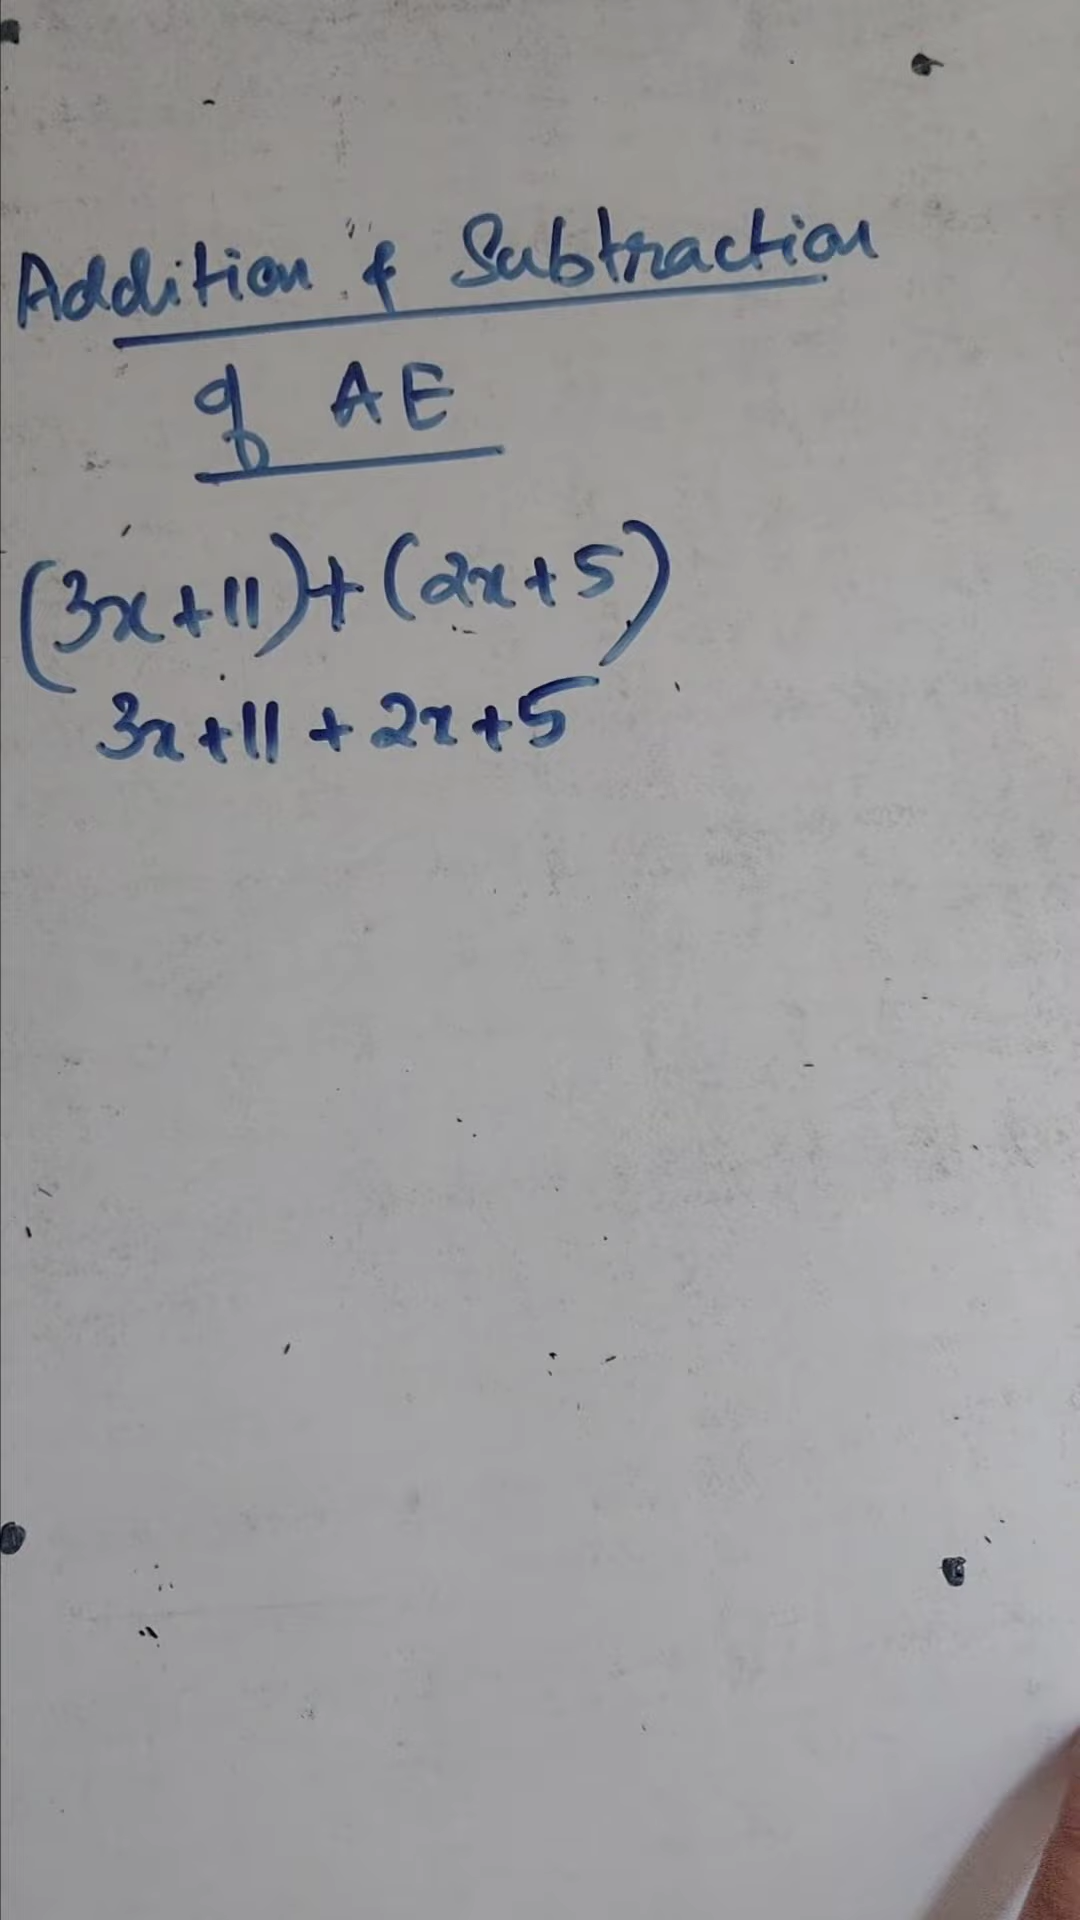 Addition & Subtraction
of AE
(3x+11)+(2x+5)
3x+11+2x+5